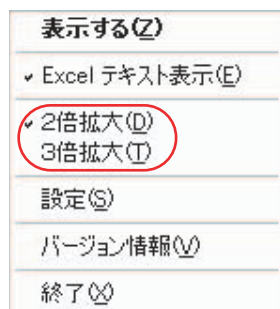 表示する(Z)
✓ Excel テキスト表示(E)
✓ 2倍拡大(D)
3倍拡大(T)
設定(S)
バージョン情報(V)
終了(X)